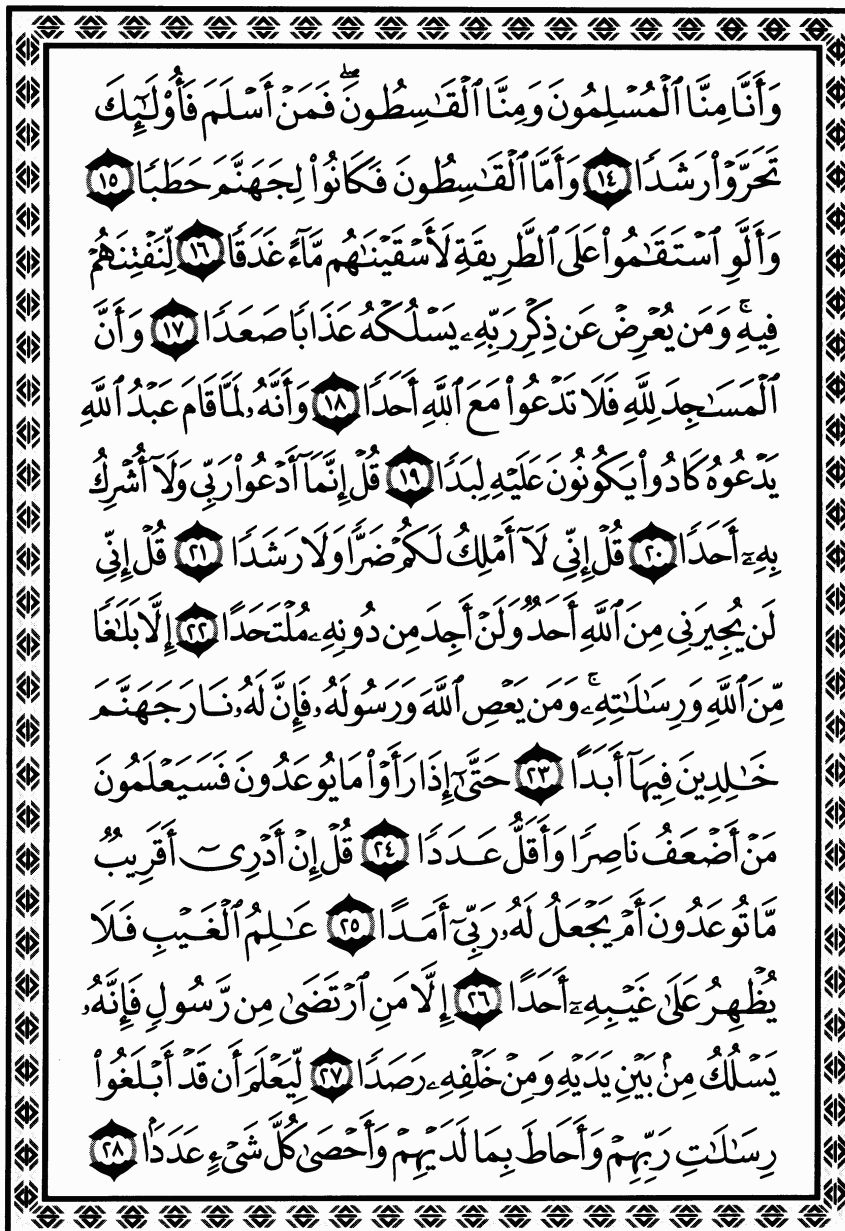 وَأَنَّا مِنَّا ٱلْمُسْلِمُونَ وَمِنَّا ٱلْقَٰسِطُونَۖ فَمَنْ أَسْلَمَ فَأُو۟لَٰٓئِكَ
تَحَرَّوْا۟ رَشَدًا ١٤ وَأَمَّا ٱلْقَٰسِطُونَ فَكَانُوا۟ لِجَهَنَّمَ حَطَبًا ١٥
وَأَلَّوِ ٱسْتَقَٰمُوا۟ عَلَى ٱلطَّرِيقَةِ لَأَسْقَيْنَٰهُم مَّآءً غَدَقًا ١٦ لِّنَفْتِنَهُمْ
فِيهِۚ وَمَن يُعْرِضْ عَن ذِكْرِ رَبِّهِۦ يَسْلُكْهُ عَذَابًا صَعَدًا ١٧ وَأَنَّ
ٱلْمَسَٰجِدَ لِلَّهِ فَلَا تَدْعُوا۟ مَعَ ٱللَّهِ أَحَدًا ١٨ وَأَنَّهُۥ لَمَّا قَامَ عَبْدُ ٱللَّهِ
يَدْعُوهُ كَادُوا۟ يَكُونُونَ عَلَيْهِ لِبَدًا ١٩ قُلْ إِنَّمَآ أَدْعُوا۟ رَبِّى وَلَآ أُشْرِكُ
بِهِۦٓ أَحَدًا ٢٠ قُلْ إِنِّى لَآ أَمْلِكُ لَكُمْ ضَرًّا وَلَا رَشَدًا ٢١ قُلْ إِنِّى
لَن يُجِيرَنِى مِنَ ٱللَّهِ أَحَدٌ وَلَنْ أَجِدَ مِن دُونِهِۦ مُلْتَحَدًا ٢٢ إِلَّا بَلَٰغًا
مِّنَ ٱللَّهِ وَرِسَٰلَٰتِهِۦۚ وَمَن يَعْصِ ٱللَّهَ وَرَسُولَهُۥ فَإِنَّ لَهُۥ نَارَ جَهَنَّمَ
خَٰلِدِينَ فِيهَآ أَبَدًا ٢٣ حَتَّىٰٓ إِذَا رَأَوْا۟ مَا يُوعَدُونَ فَسَيَعْلَمُونَ
مَنْ أَضْعَفُ نَاصِرًا وَأَقَلُّ عَدَدًا ٢٤ قُلْ إِنْ أَدْرِىٓ أَقَرِيبٌ
مَّا تُوعَدُونَ أَمْ يَجْعَلُ لَهُۥ رَبِّىٓ أَمَدًا ٢٥ عَٰلِمُ ٱلْغَيْبِ فَلَا
يُظْهِرُ عَلَىٰ غَيْبِهِۦٓ أَحَدًا ٢٦ إِلَّا مَنِ ٱرْتَضَىٰ مِن رَّسُولٍ فَإِنَّهُۥ
يَسْلُكُ مِنۢ بَيْنِ يَدَيْهِ وَمِنْ خَلْفِهِۦ رَصَدًا ٢٧ لِّيَعْلَمَ أَن قَدْ أَبْلَغُوا۟
رِسَٰلَٰتِ رَبِّهِمْ وَأَحَاطَ بِمَا لَدَيْهِمْ وَأَحْصَىٰ كُلَّ شَىْءٍ عَدَدًۢا ٢٨